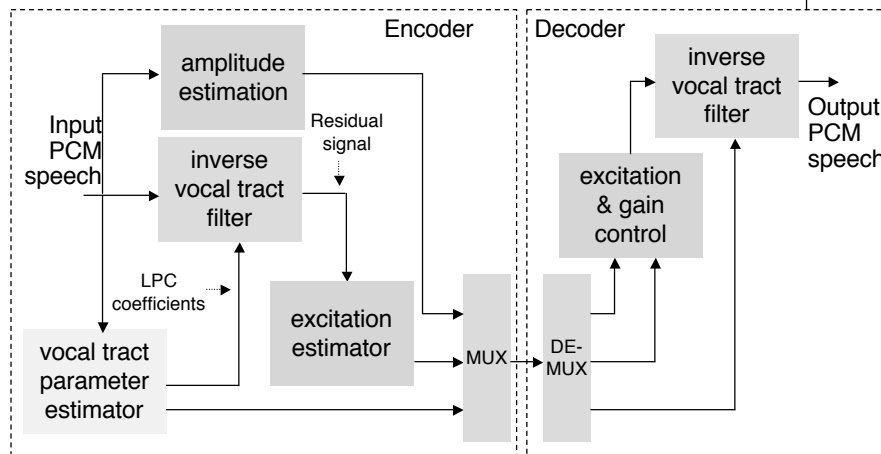 Encoder
Decoder
amplitude
estimation
Input
PCM
speech
Residual
signal
inverse
vocal tract
filter
LPC
coefficients
vocal tract
parameter
estimator
excitation
estimator
MUX
DE-
MUX
excitation
& gain
control
inverse
vocal tract
filter
Output
PCM
speech